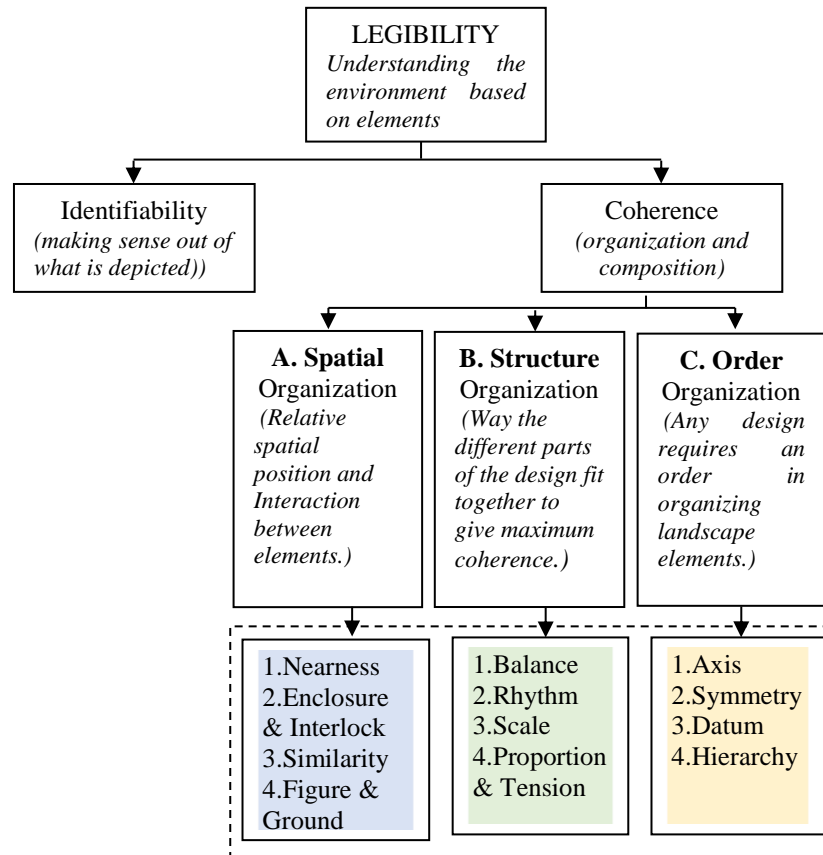 LEGIBILITY
Understanding the
environment based
on elements
Identifiability
(making sense out of
what is depicted))
Coherence
(organization and
composition)
A. Spatial
Organization
(Relative
spatial
position and
Interaction
between
elements.)
B. Structure
Organization
(Way the
different parts
of the design fit
together to
give maximum
coherence.)
C. Order
Organization
(Any design
requires an
order in
organizing
landscape
elements.)
1.Nearness
2.Enclosure
& Interlock
3.Similarity
4.Figure &
Ground
1.Balance
2.Rhythm
3.Scale
4.Proportion
& Tension
1.Axis
2.Symmetry
3.Datum
4.Hierarchy